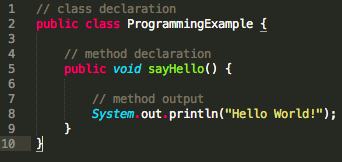 1 // class declaration
2 public class ProgrammingExample {
3
4     // method declaration
5     public void sayHello() {
6
7         // method output
8         System.out.println("Hello World!");
9     }
10 }